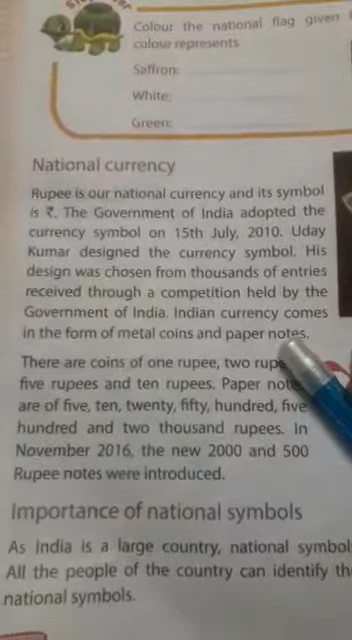 Colour the national flag given
colour represents
Saffron:
White:
Green:
National currency
Rupee is our national currency and its symbol
is ₹. The Government of India adopted the
currency symbol on 15th July, 2010. Uday
Kumar designed the currency symbol. His
design was chosen from thousands of entries
received through a competition held by the
Government of India. Indian currency comes
in the form of metal coins and paper notes.
There are coins of one rupee, two rupe
five rupees and ten rupees. Paper note
are of five, ten, twenty, fifty, hundred, five
hundred and two thousand rupees. In
November 2016, the new 2000 and 500
Rupee notes were introduced.
Importance of national symbols
As India is a large country, national symbol
All the people of the country can identify th
national symbols.